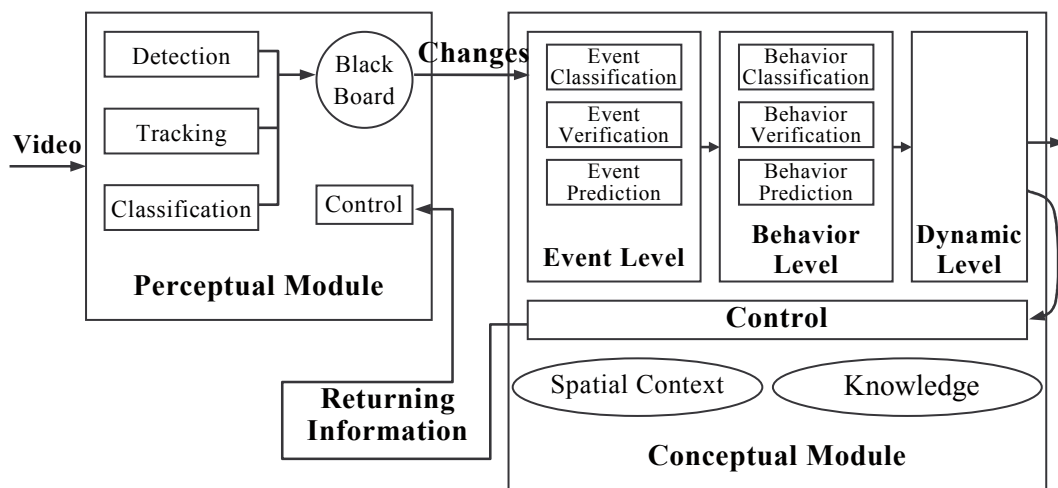 Video
Detection
Tracking
Classification
Black
Board
Control
Perceptual Module
Changes
Event
Classification
Event
Verification
Event
Prediction
Event Level
Behavior
Classification
Behavior
Verification
Behavior
Prediction
Behavior
Level
Dynamic
Level
Control
Returning
Information
Spatial Context
Knowledge
Conceptual Module